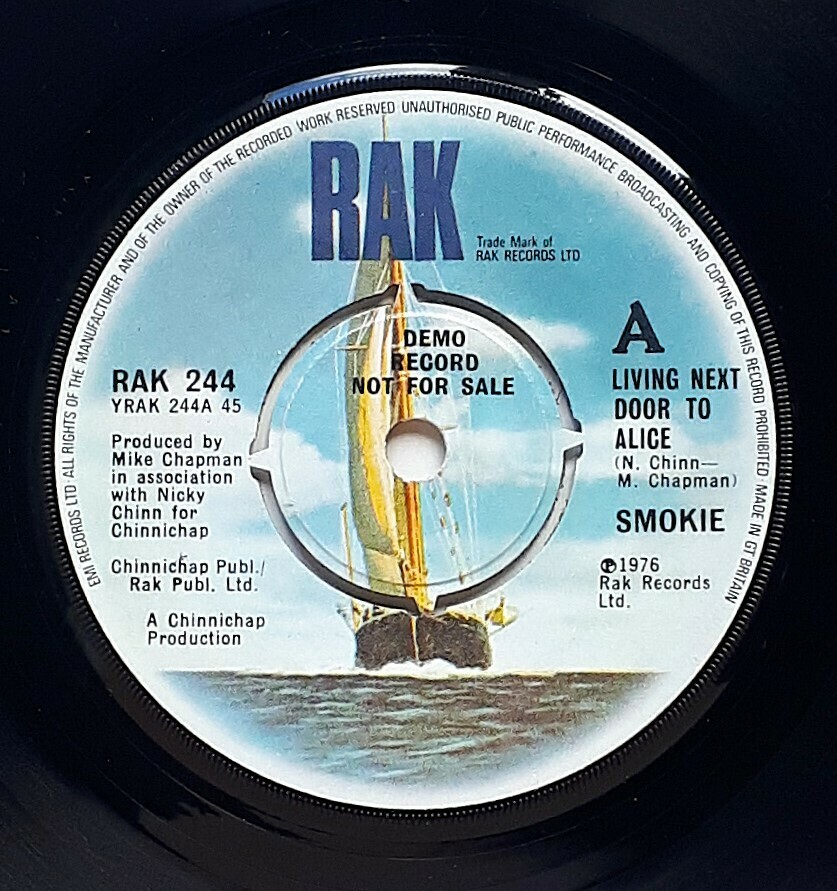 EMI RECORDS LTD · ALL RIGHTS OF THE MANUFACTURER AND OF THE OWNER OF THE RECORDED WORK RESERVED UNAUTHORISED PUBLIC PERFORMANCE BROADCASTING AND COPYING OF THIS RECORD PROHIBITED · MADE IN GT BRITAIN
RAK
Trade Mark of
RAK RECORDS LTD
DEMO
RECORD
NOT FOR SALE
RAK 244
YRAK 244A 45
Produced by
Mike Chapman
in association
with Nicky
Chinn for
Chinnichap
Chinnichap Publ./
Rak Publ. Ltd.
A Chinnichap
Production
A
LIVING NEXT
DOOR TO
ALICE
(N. Chinn—
M. Chapman)
SMOKIE
℗1976
Rak Records
Ltd.